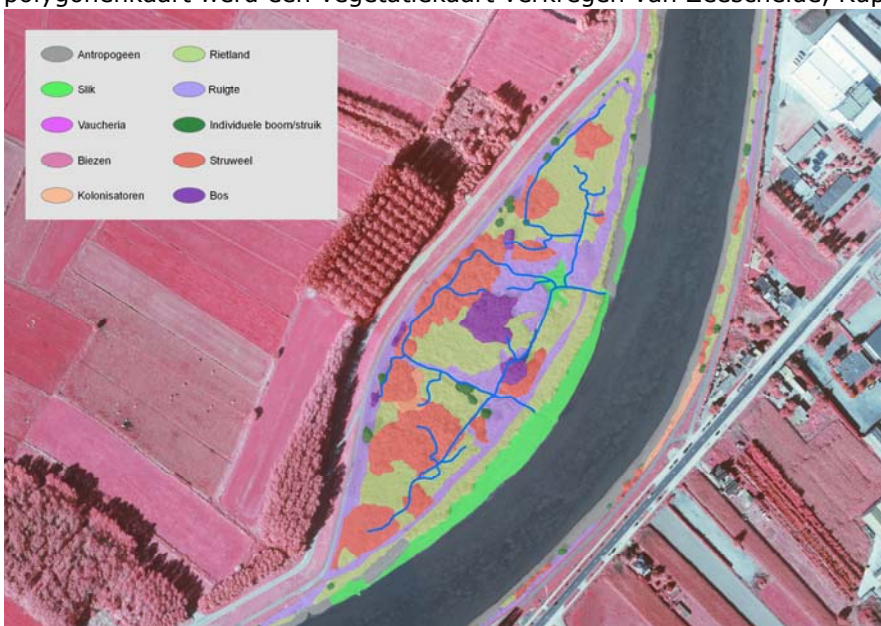 polygonenkaart werd een vegetatiekaart verkregen van Zeeschelde, Rup
Antropogeen
Rietland
Slik
Ruigte
Vaucheria
Individuele boom/struik
Biezen
Struweel
Kolonisatoren
Bos